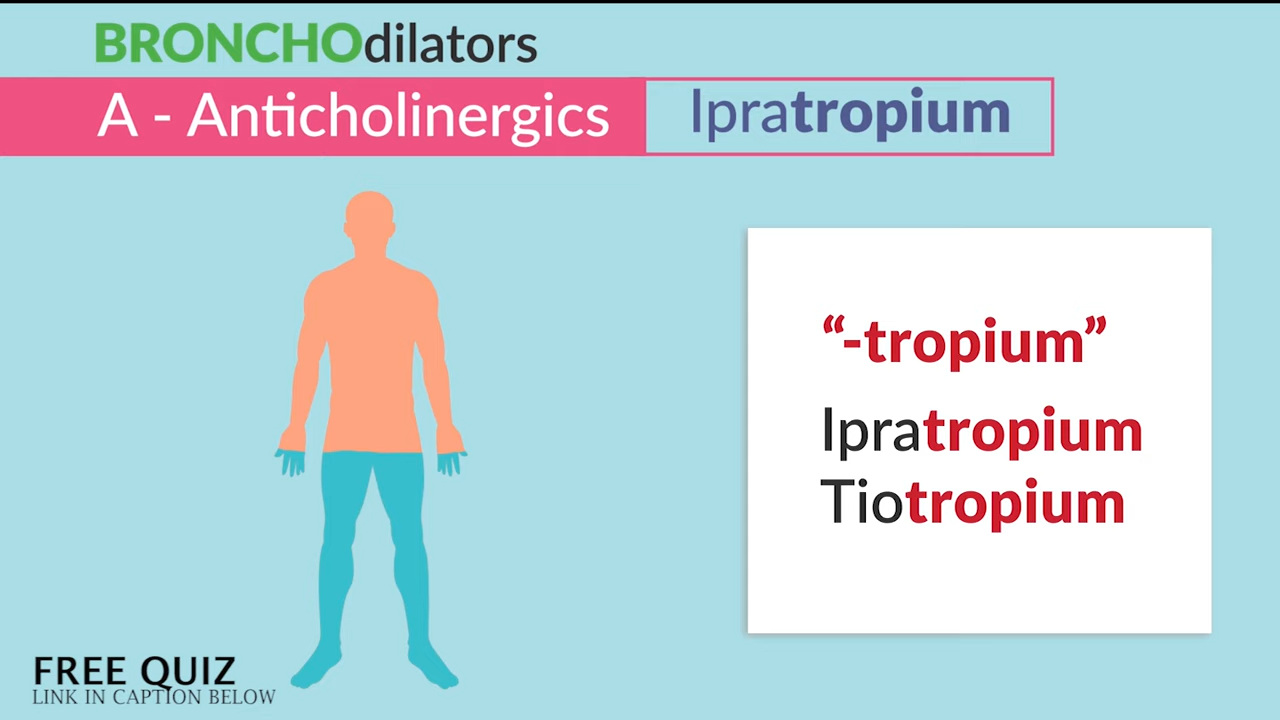 BRONCHOdilators
A - Anticholinergics
Ipratropium
“-tropium”
Ipratropium
Tiotropium
FREE QUIZ
LINK IN CAPTION BELOW